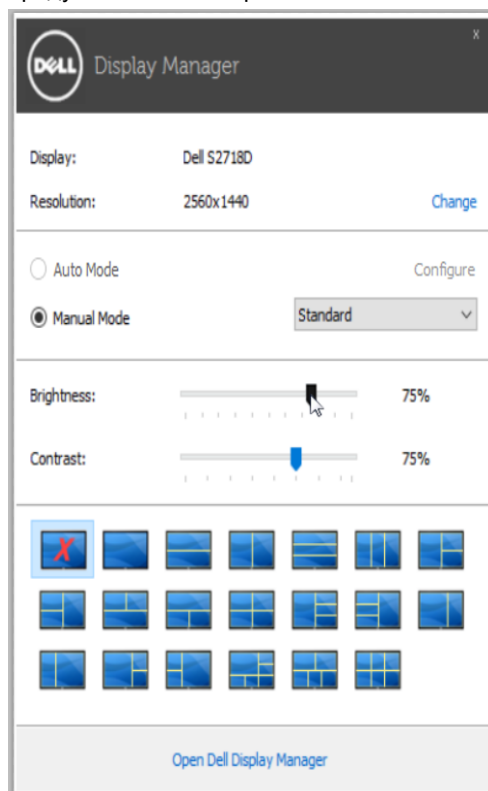 DELL Display Manager
x
Display: Dell S2718D
Resolution: 2560x1440 Change
Auto Mode Configure
Manual Mode Standard
Brightness: 75%
Contrast: 75%
Open Dell Display Manager